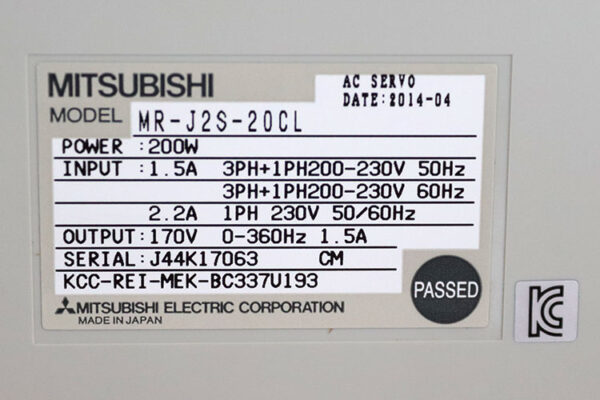 MITSUBISHI
AC SERVO
DATE:2014-04
MODEL MR-J2S-20CL
POWER :200W
INPUT :1.5A 3PH+1PH200-230V 50Hz
3PH+1PH200-230V 60Hz
2.2A 1PH 230V 50/60Hz
OUTPUT:170V 0-360Hz 1.5A
SERIAL:J44K17063 CM
KCC-REI-MEK-BC337U193
PASSED
MITSUBISHI ELECTRIC CORPORATION
MADE IN JAPAN